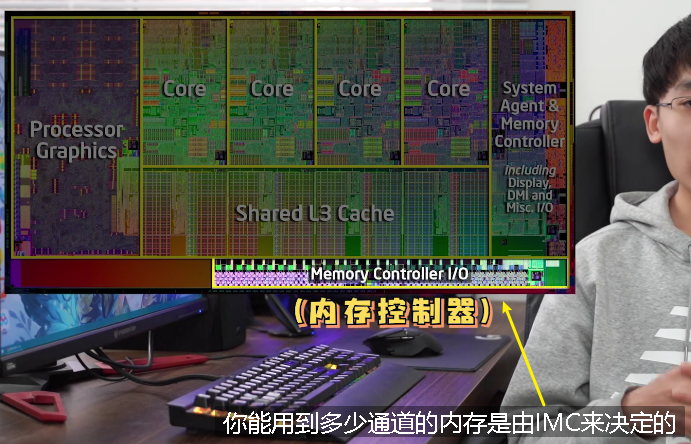 Processor
Graphics
Core
Core
Core
Core
System
Agent &
Memory
Controller
Including
Display,
DMI and
Misc. I/O
Shared L3 Cache
Memory Controller I/O
(内存控制器)
你能用到多少通道的内存是由IMC来决定的